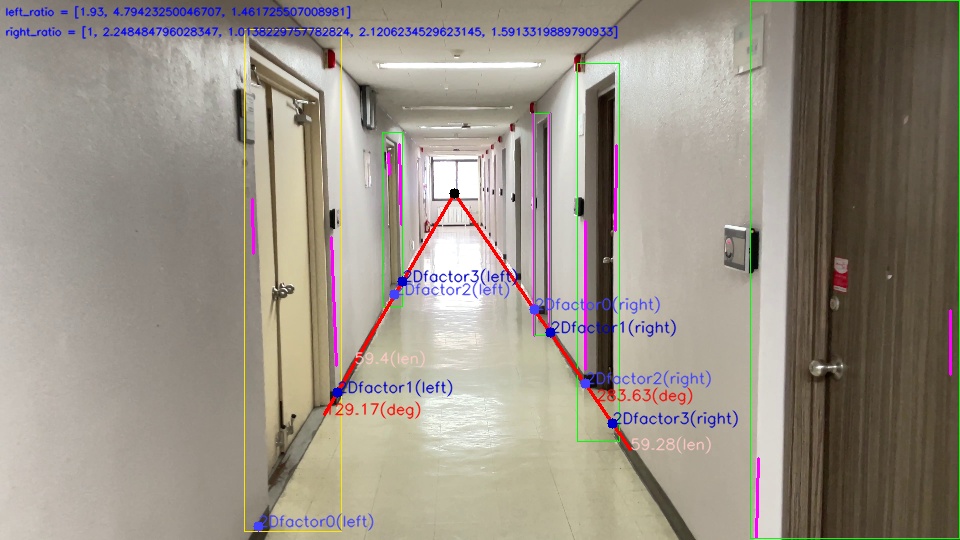 left_ratio = [1.93, 4.79423250046707, 1.461725507008981]
right_ratio = [1, 2.248484796028347, 1.0138229757782824, 2.1206234529623145, 1.5913319889790933]
2Dfactor3(left)
2Dfactor2(left)
2Dfactor0(right)
2Dfactor1(right)
59.4(len)
2Dfactor2(right)
2Dfactor1(left)
283.63(deg)
129.17(deg)
2Dfactor3(right)
59.28(len)
2Dfactor0(left)